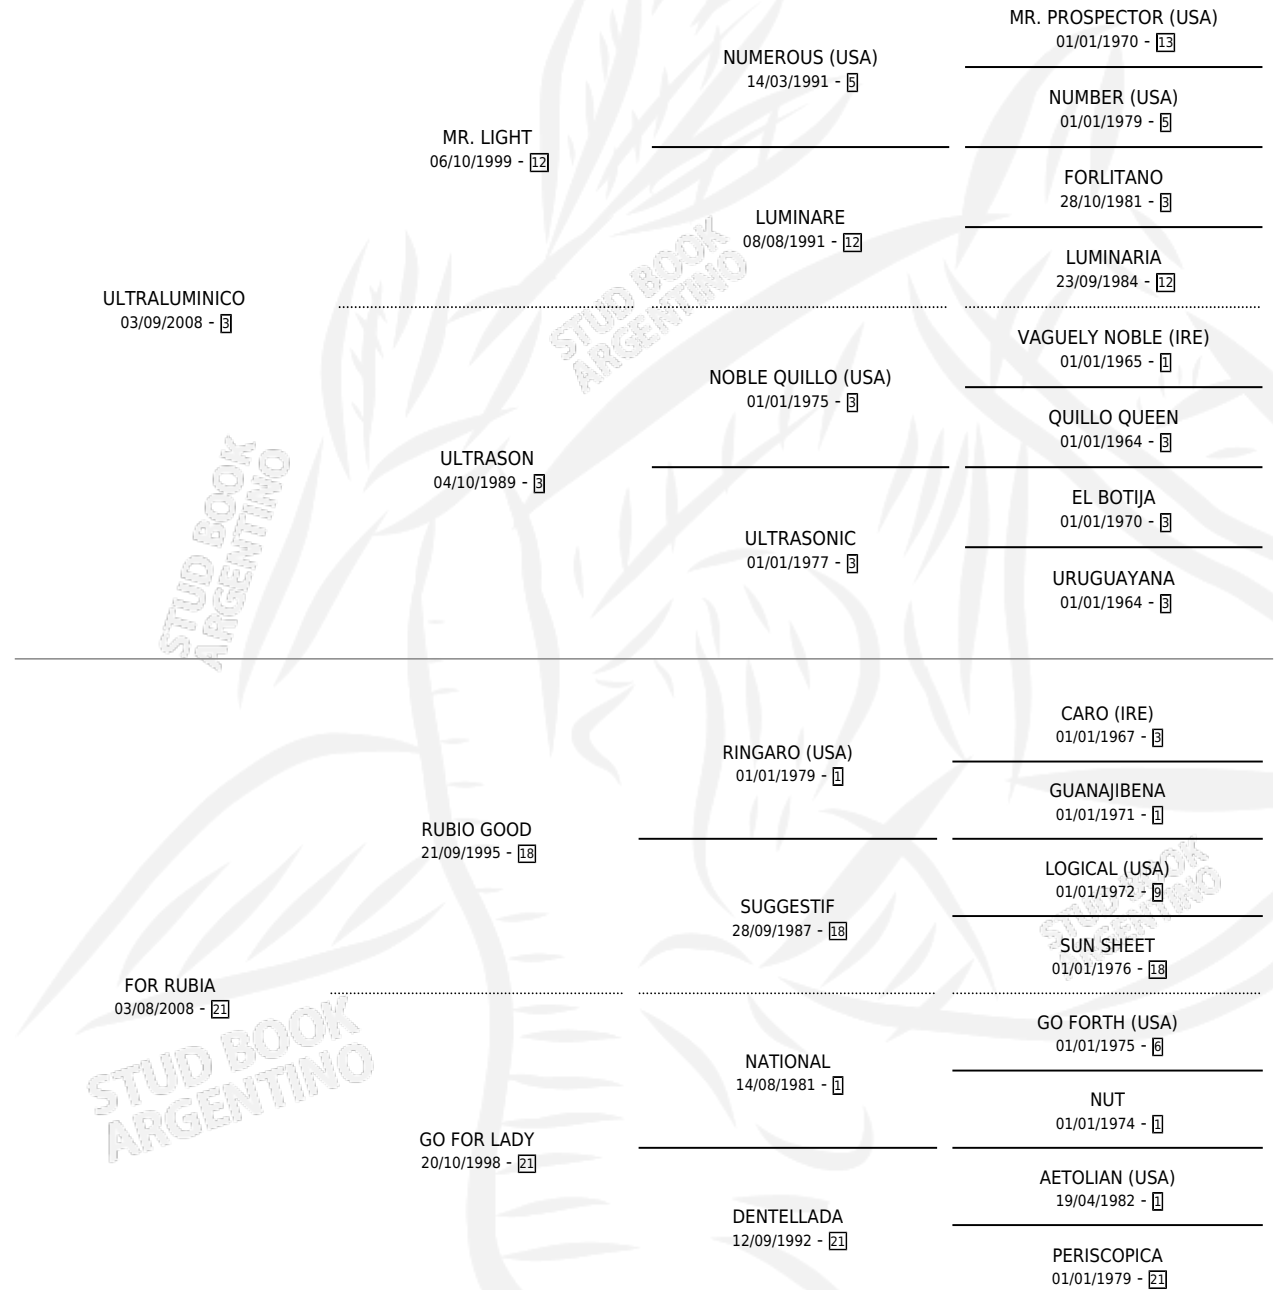 MR. PROSPECTOR (USA)
01/01/1970 - 13
NUMEROUS (USA)
14/03/1991 - 5
NUMBER (USA)
01/01/1979 - 5
MR. LIGHT
06/10/1999 - 12
FORLITANO
28/10/1981 - 3
LUMINARE
08/08/1991 - 12
LUMINARIA
23/09/1984 - 12
ULTRALUMINICO
03/09/2008 - 3
VAGUELY NOBLE (IRE)
01/01/1965 - 1
NOBLE QUILLO (USA)
01/01/1975 - 3
QUILLO QUEEN
01/01/1964 - 3
ULTRASON
04/10/1989 - 3
EL BOTIJA
01/01/1970 - 3
ULTRASONIC
01/01/1977 - 3
URUGUAYANA
01/01/1964 - 3
CARO (IRE)
01/01/1967 - 3
RINGARO (USA)
01/01/1979 - 1
GUANAJIBENA
01/01/1971 - 1
RUBIO GOOD
21/09/1995 - 18
LOGICAL (USA)
01/01/1972 - 9
SUGGESTIF
28/09/1987 - 18
SUN SHEET
01/01/1976 - 18
FOR RUBIA
03/08/2008 - 21
GO FORTH (USA)
01/01/1975 - 6
NATIONAL
14/08/1981 - 1
NUT
01/01/1974 - 1
GO FOR LADY
20/10/1998 - 21
AETOLIAN (USA)
19/04/1982 - 1
DENTELLADA
12/09/1992 - 21
PERISCOPICA
01/01/1979 - 21
STUD BOOK
ARGENTINO
STUD BOOK
ARGENTINO
STUD BOOK
ARGENTINO
STUD BOOK
ARGENTINO